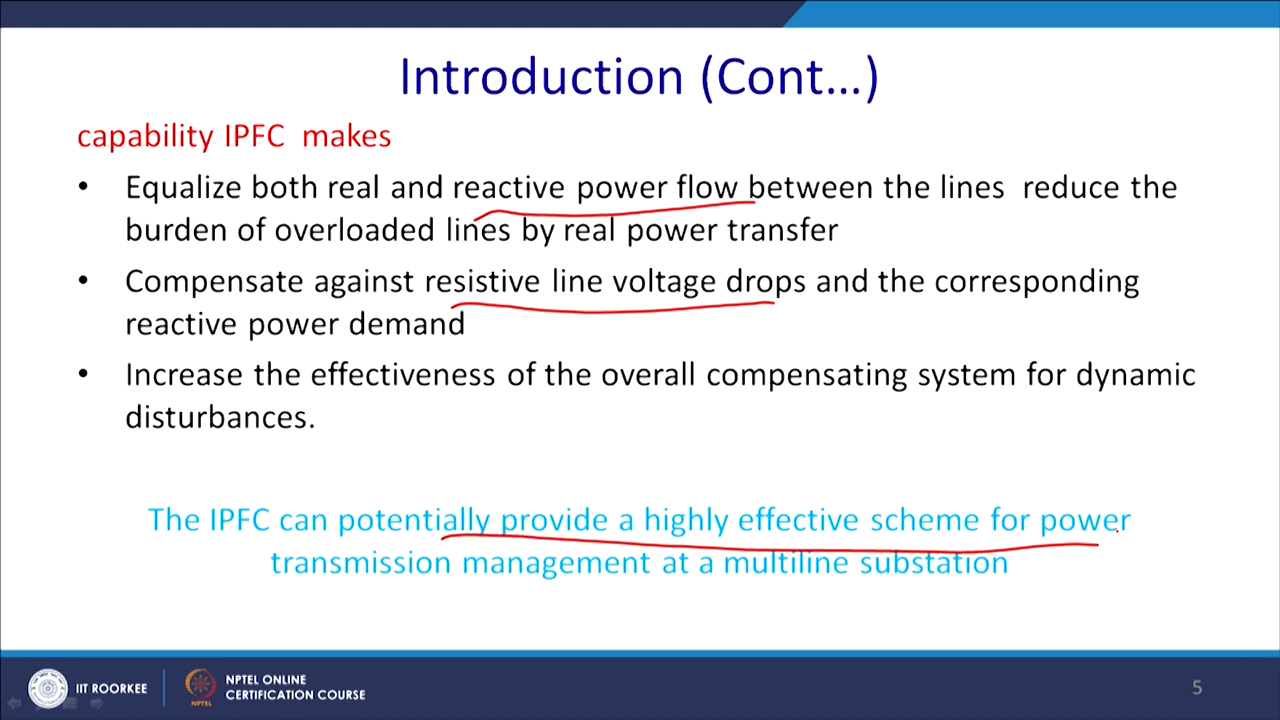 Introduction (Cont...)
capability IPFC makes
• Equalize both real and reactive power flow between the lines reduce the
burden of overloaded lines by real power transfer
• Compensate against resistive line voltage drops and the corresponding
reactive power demand
• Increase the effectiveness of the overall compensating system for dynamic
disturbances.
The IPFC can potentially provide a highly effective scheme for power
transmission management at a multiline substation
IIT ROORKEE
NPTEL
NPTEL ONLINE
CERTIFICATION COURSE
5